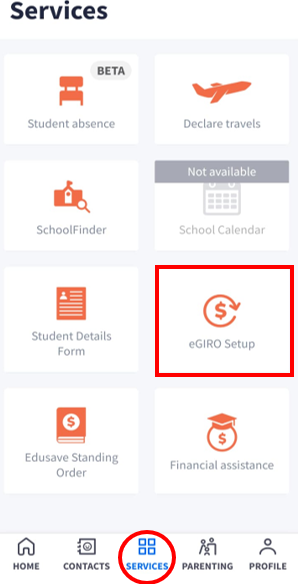 Services
BETA
Student absence
Declare travels
SchoolFinder
Not available
School Calendar
Student Details
Form
eGIRO Setup
Edusave Standing
Order
Financial assistance
HOME
CONTACTS
SERVICES
PARENTING
PROFILE